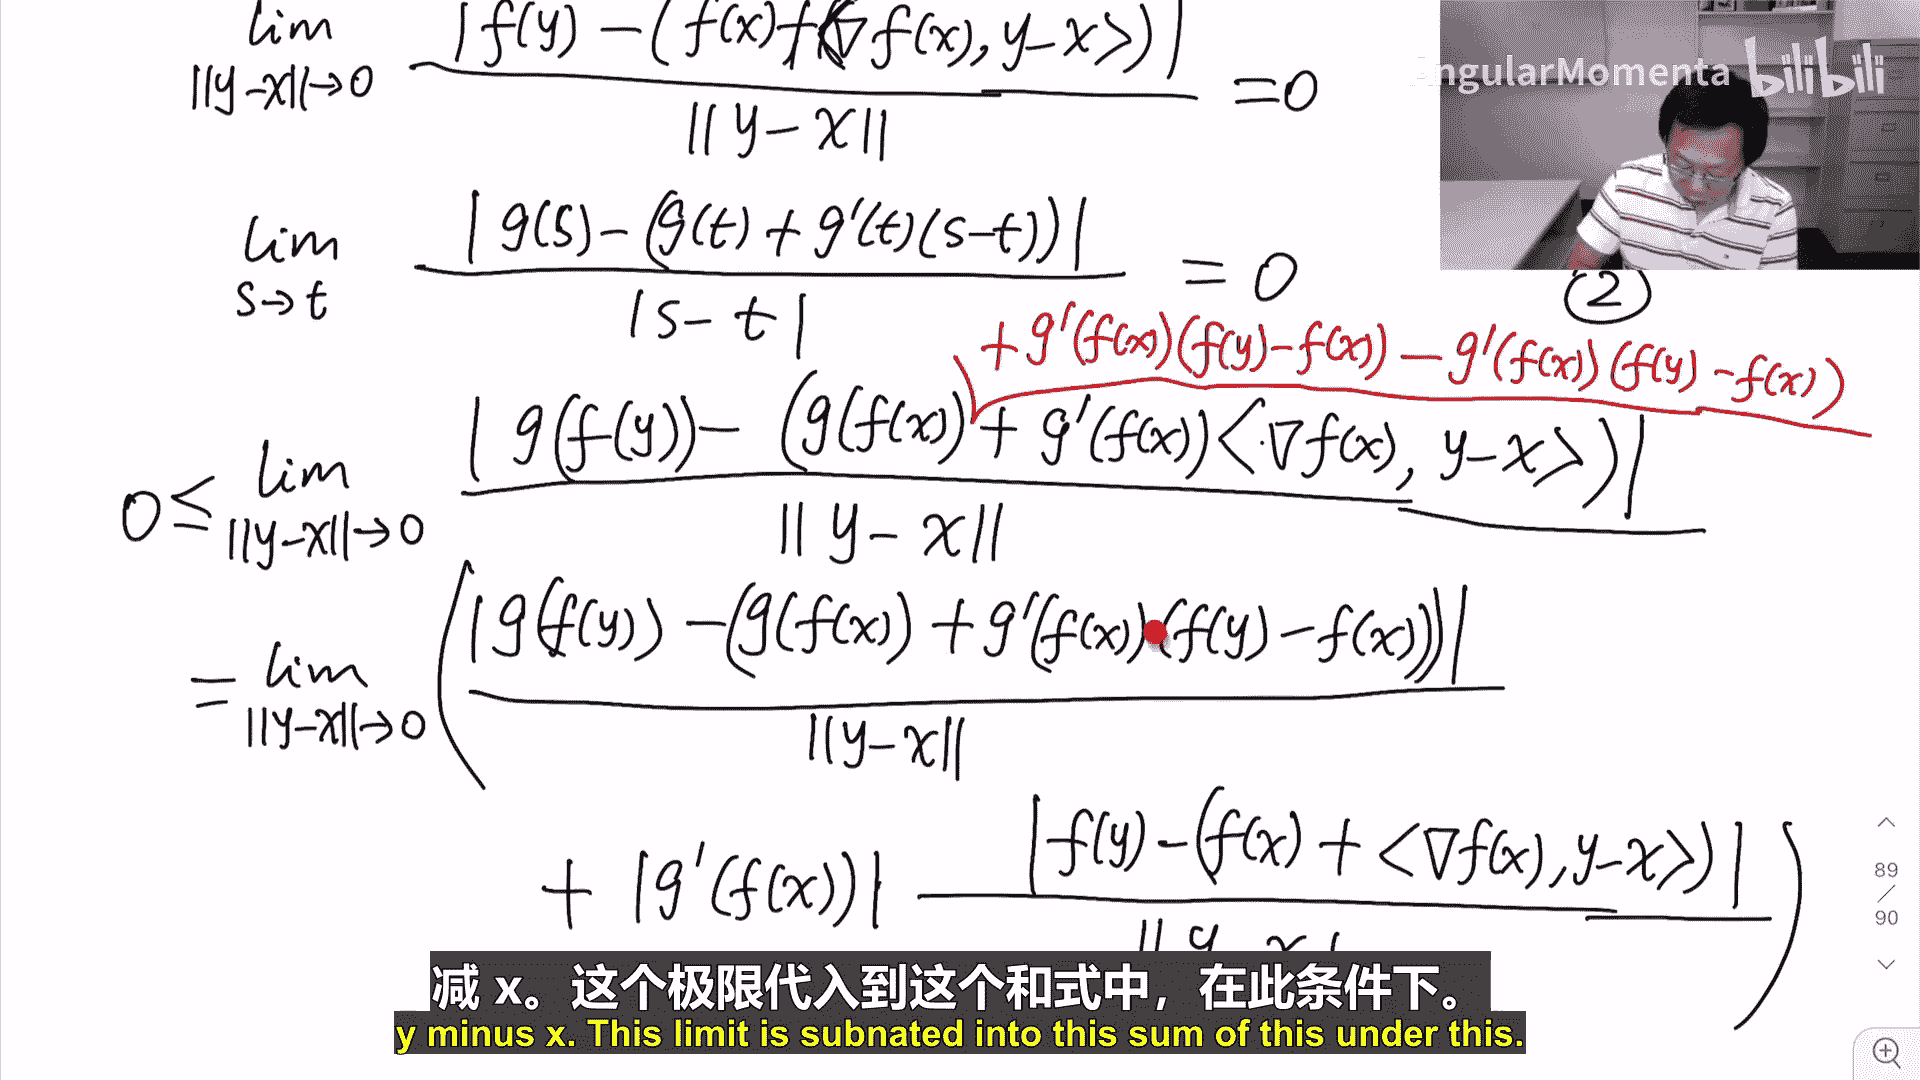 lim |f(y) - (f(x) + <∇f(x), y-x>)|
||y-x||→0 ||y-x|| =0
ngularMomenta bilibili
lim |g(s) - (g(t) + g'(t)(s-t))|
s→t |s-t| = 0
②
+ g'(f(x))(f(y) - f(x)) - g'(f(x))(f(y) - f(x))
0 ≤ lim |g(f(y)) - (g(f(x)) + g'(f(x))<∇f(x), y-x>)|
||y-x||→0 ||y-x||
= lim (|g(f(y)) - (g(f(x)) + g'(f(x))(f(y) - f(x)))|
||y-x||→0 ||y-x||
+ |g'(f(x))| |f(y) - (f(x) + <∇f(x), y-x>)| )
89
/
90
减 x。这个极限代入到这个和式中，在此条件下。
y minus x. This limit is subnated into this sum of this under this.